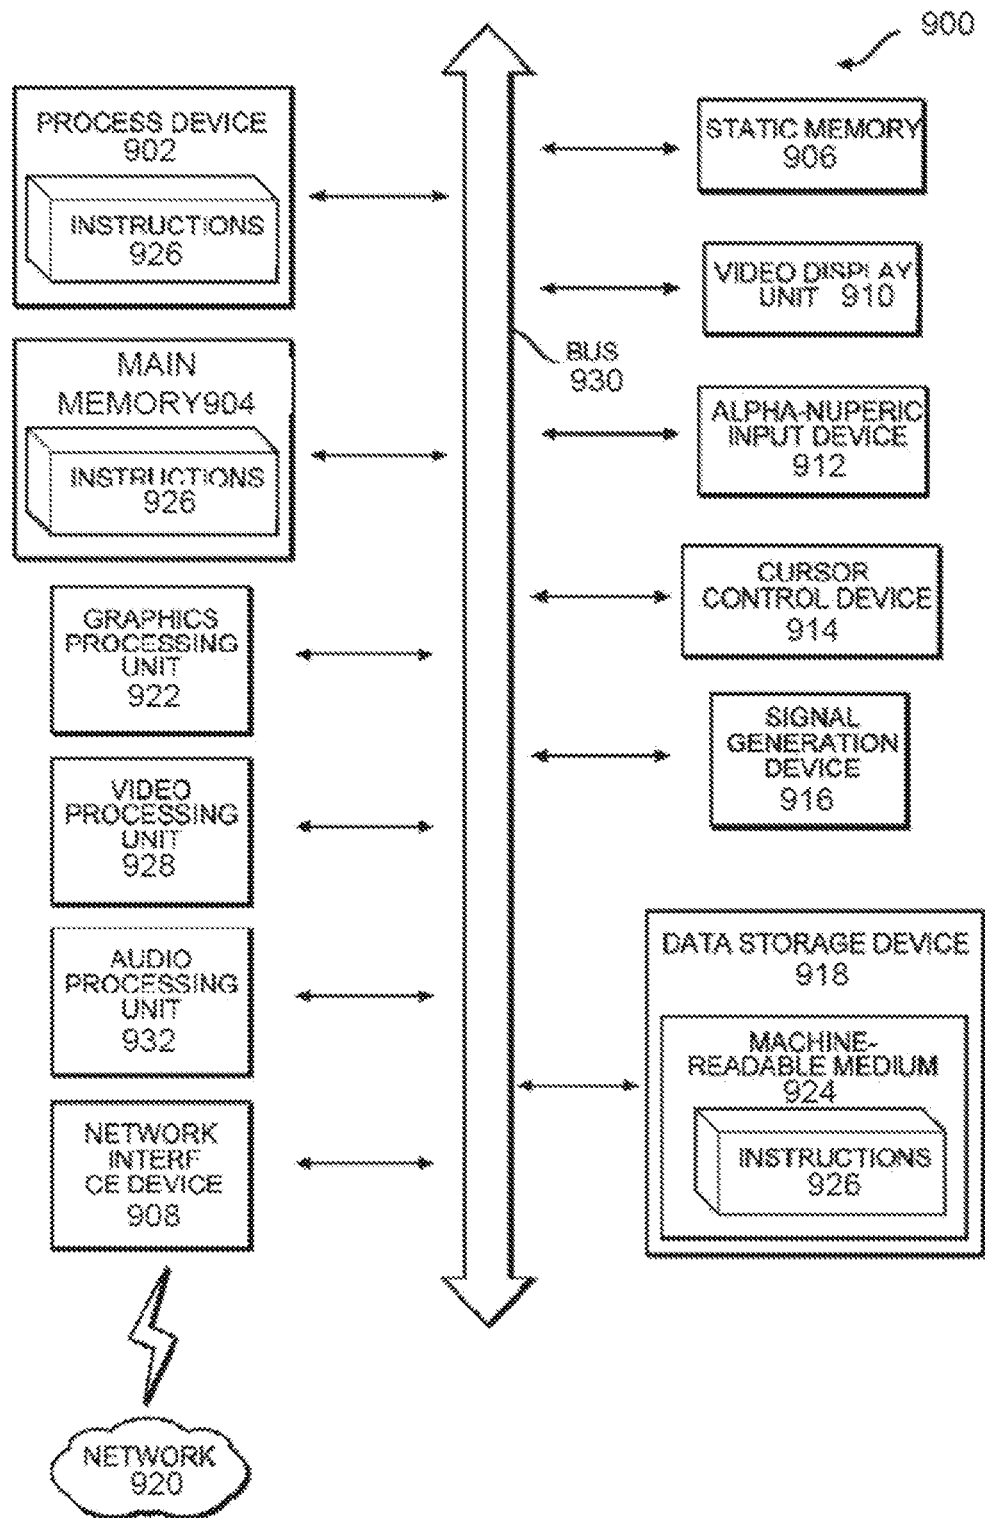 900
PROCESS DEVICE
902
INSTRUCTIONS
926
MAIN
MEMORY904
INSTRUCTIONS
926
GRAPHICS
PROCESSING
UNIT
922
VIDEO
PROCESSING
UNIT
928
AUDIO
PROCESSING
UNIT
932
NETWORK
INTERF
CE DEVICE
908
NETWORK
920
BUS
930
STATIC MEMORY
906
VIDEO DISPLAY
UNIT 910
ALPHA-NUPERIC
INPUT DEVICE
912
CURSOR
CONTROL DEVICE
914
SIGNAL
GENERATION
DEVICE
916
DATA STORAGE DEVICE
918
MACHINE-
READABLE MEDIUM
924
INSTRUCTIONS
926